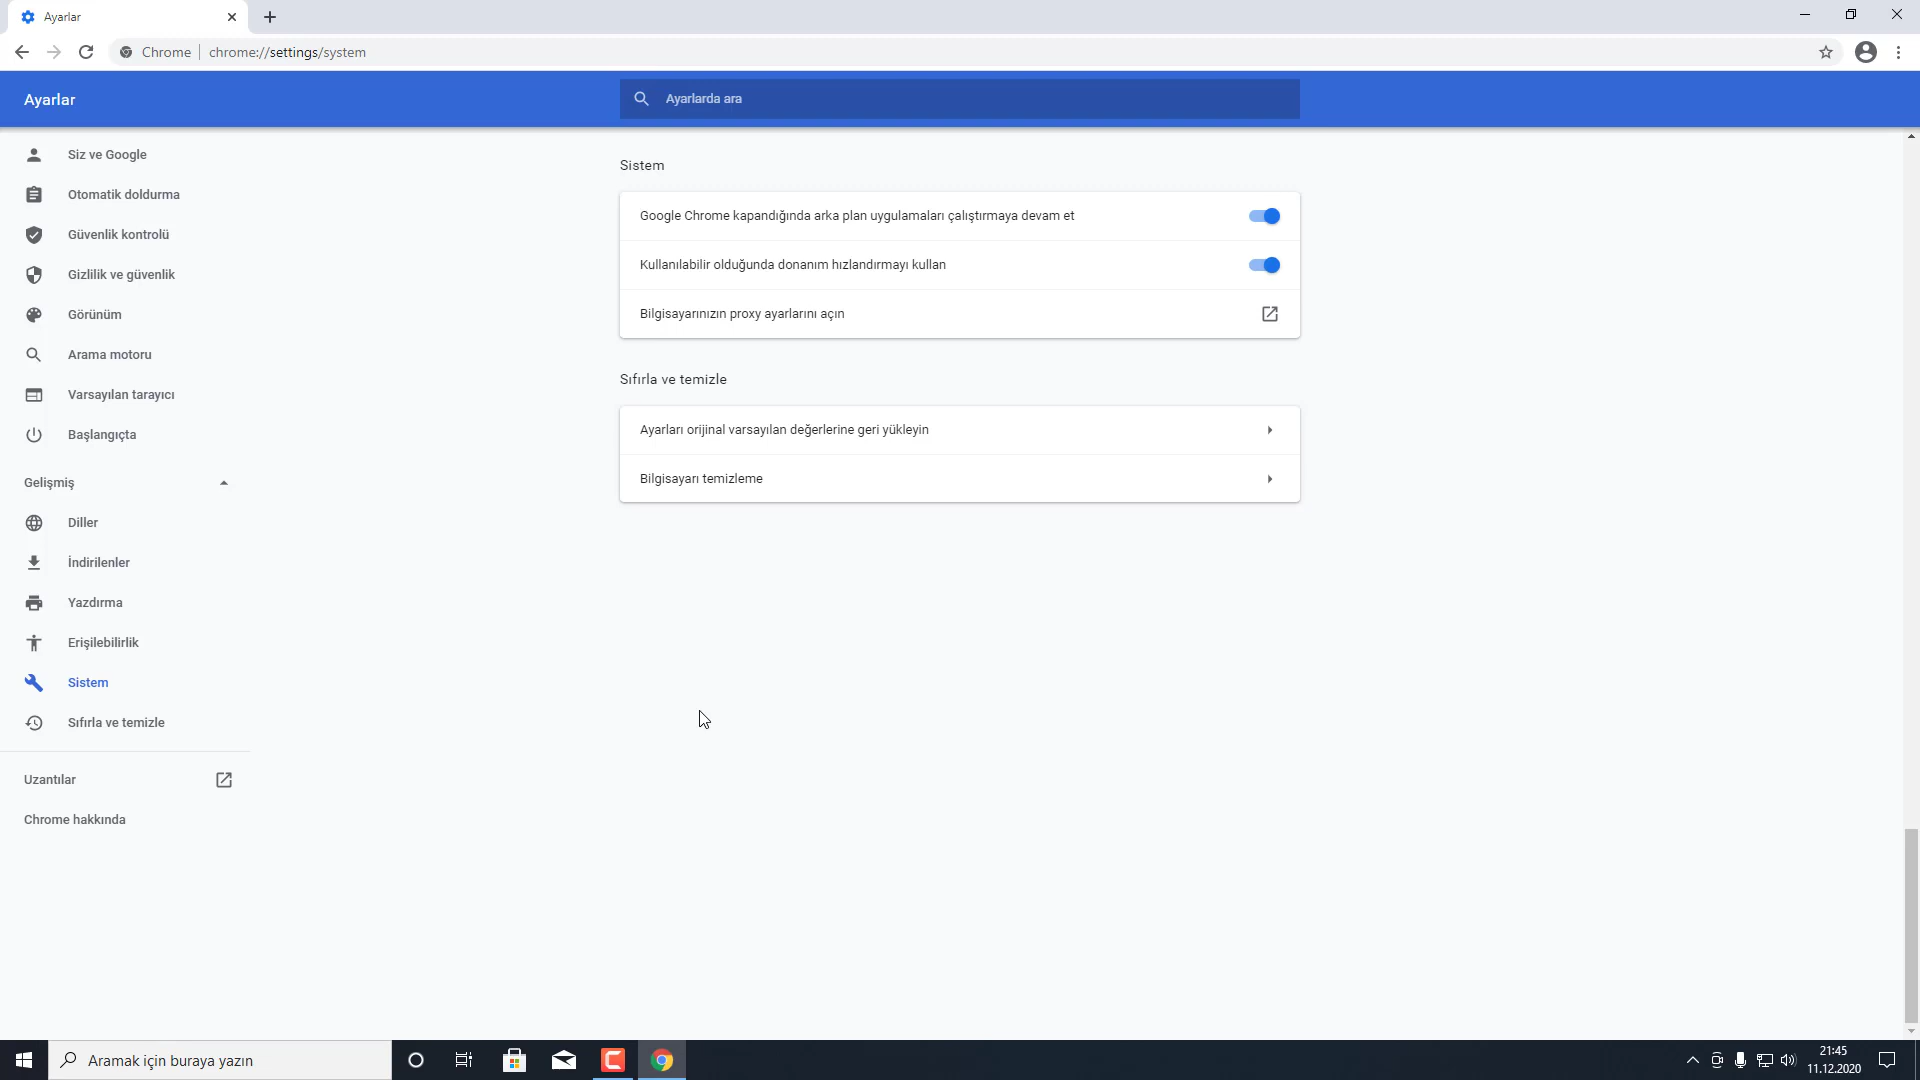 Ayarlar
Chrome
chrome://settings/system
Ayarlar
Ayarlarda ara
Siz ve Google
Otomatik doldurma
Güvenlik kontrolü
Gizlilik ve güvenlik
Görünüm
Arama motoru
Varsayılan tarayıcı
Başlangıçta
Gelişmiş
Diller
İndirilenler
Yazdırma
Erişilebilirlik
Sistem
Sıfırla ve temizle
Uzantılar
Chrome hakkında
Sistem
Google Chrome kapandığında arka plan uygulamaları çalıştırmaya devam et
Kullanılabilir olduğunda donanım hızlandırmayı kullan
Bilgisayarınızın proxy ayarlarını açın
Sıfırla ve temizle
Ayarları orijinal varsayılan değerlerine geri yükleyin
Bilgisayarı temizleme
Aramak için buraya yazın
21:45
11.12.2020